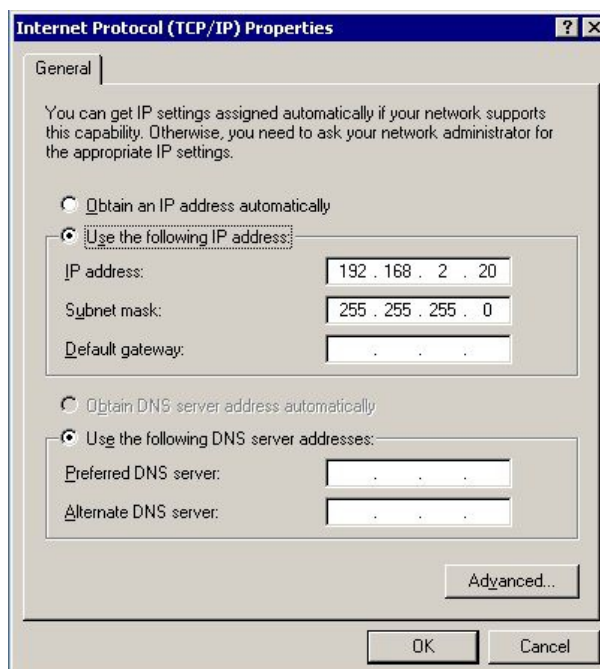 Internet Protocol (TCP/IP) Properties
General
You can get IP settings assigned automatically if your network supports
this capability. Otherwise, you need to ask your network administrator for
the appropriate IP settings.
Obtain an IP address automatically
Use the following IP address:
IP address: 192 . 168 . 2 . 20
Subnet mask: 255 . 255 . 255 . 0
Default gateway: . . .
Obtain DNS server address automatically
Use the following DNS server addresses:
Preferred DNS server: . . .
Alternate DNS server: . . .
Advanced...
OK Cancel